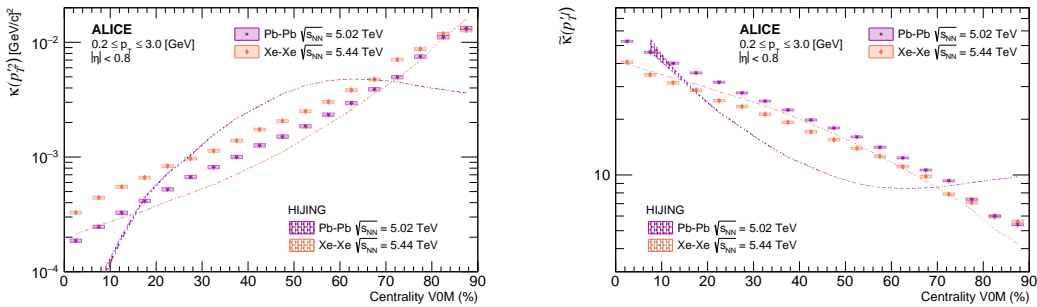 κ(p_T^2) [GeV/c]^2
ALICE
0.2 ≤ p_T ≤ 3.0 [GeV]
|η| < 0.8
Pb-Pb √s_NN = 5.02 TeV
Xe-Xe √s_NN = 5.44 TeV
10^-2
10^-3
10^-4
HIJING
Pb-Pb √s_NN = 5.02 TeV
Xe-Xe √s_NN = 5.44 TeV
0 10 20 30 40 50 60 70 80 90
Centrality V0M (%)
ALICE
0.2 ≤ p_T ≤ 3.0 [GeV]
|η| < 0.8
Pb-Pb √s_NN = 5.02 TeV
Xe-Xe √s_NN = 5.44 TeV
10
HIJING
Pb-Pb √s_NN = 5.02 TeV
Xe-Xe √s_NN = 5.44 TeV
0 10 20 30 40 50 60 70 80 90
Centrality V0M (%)